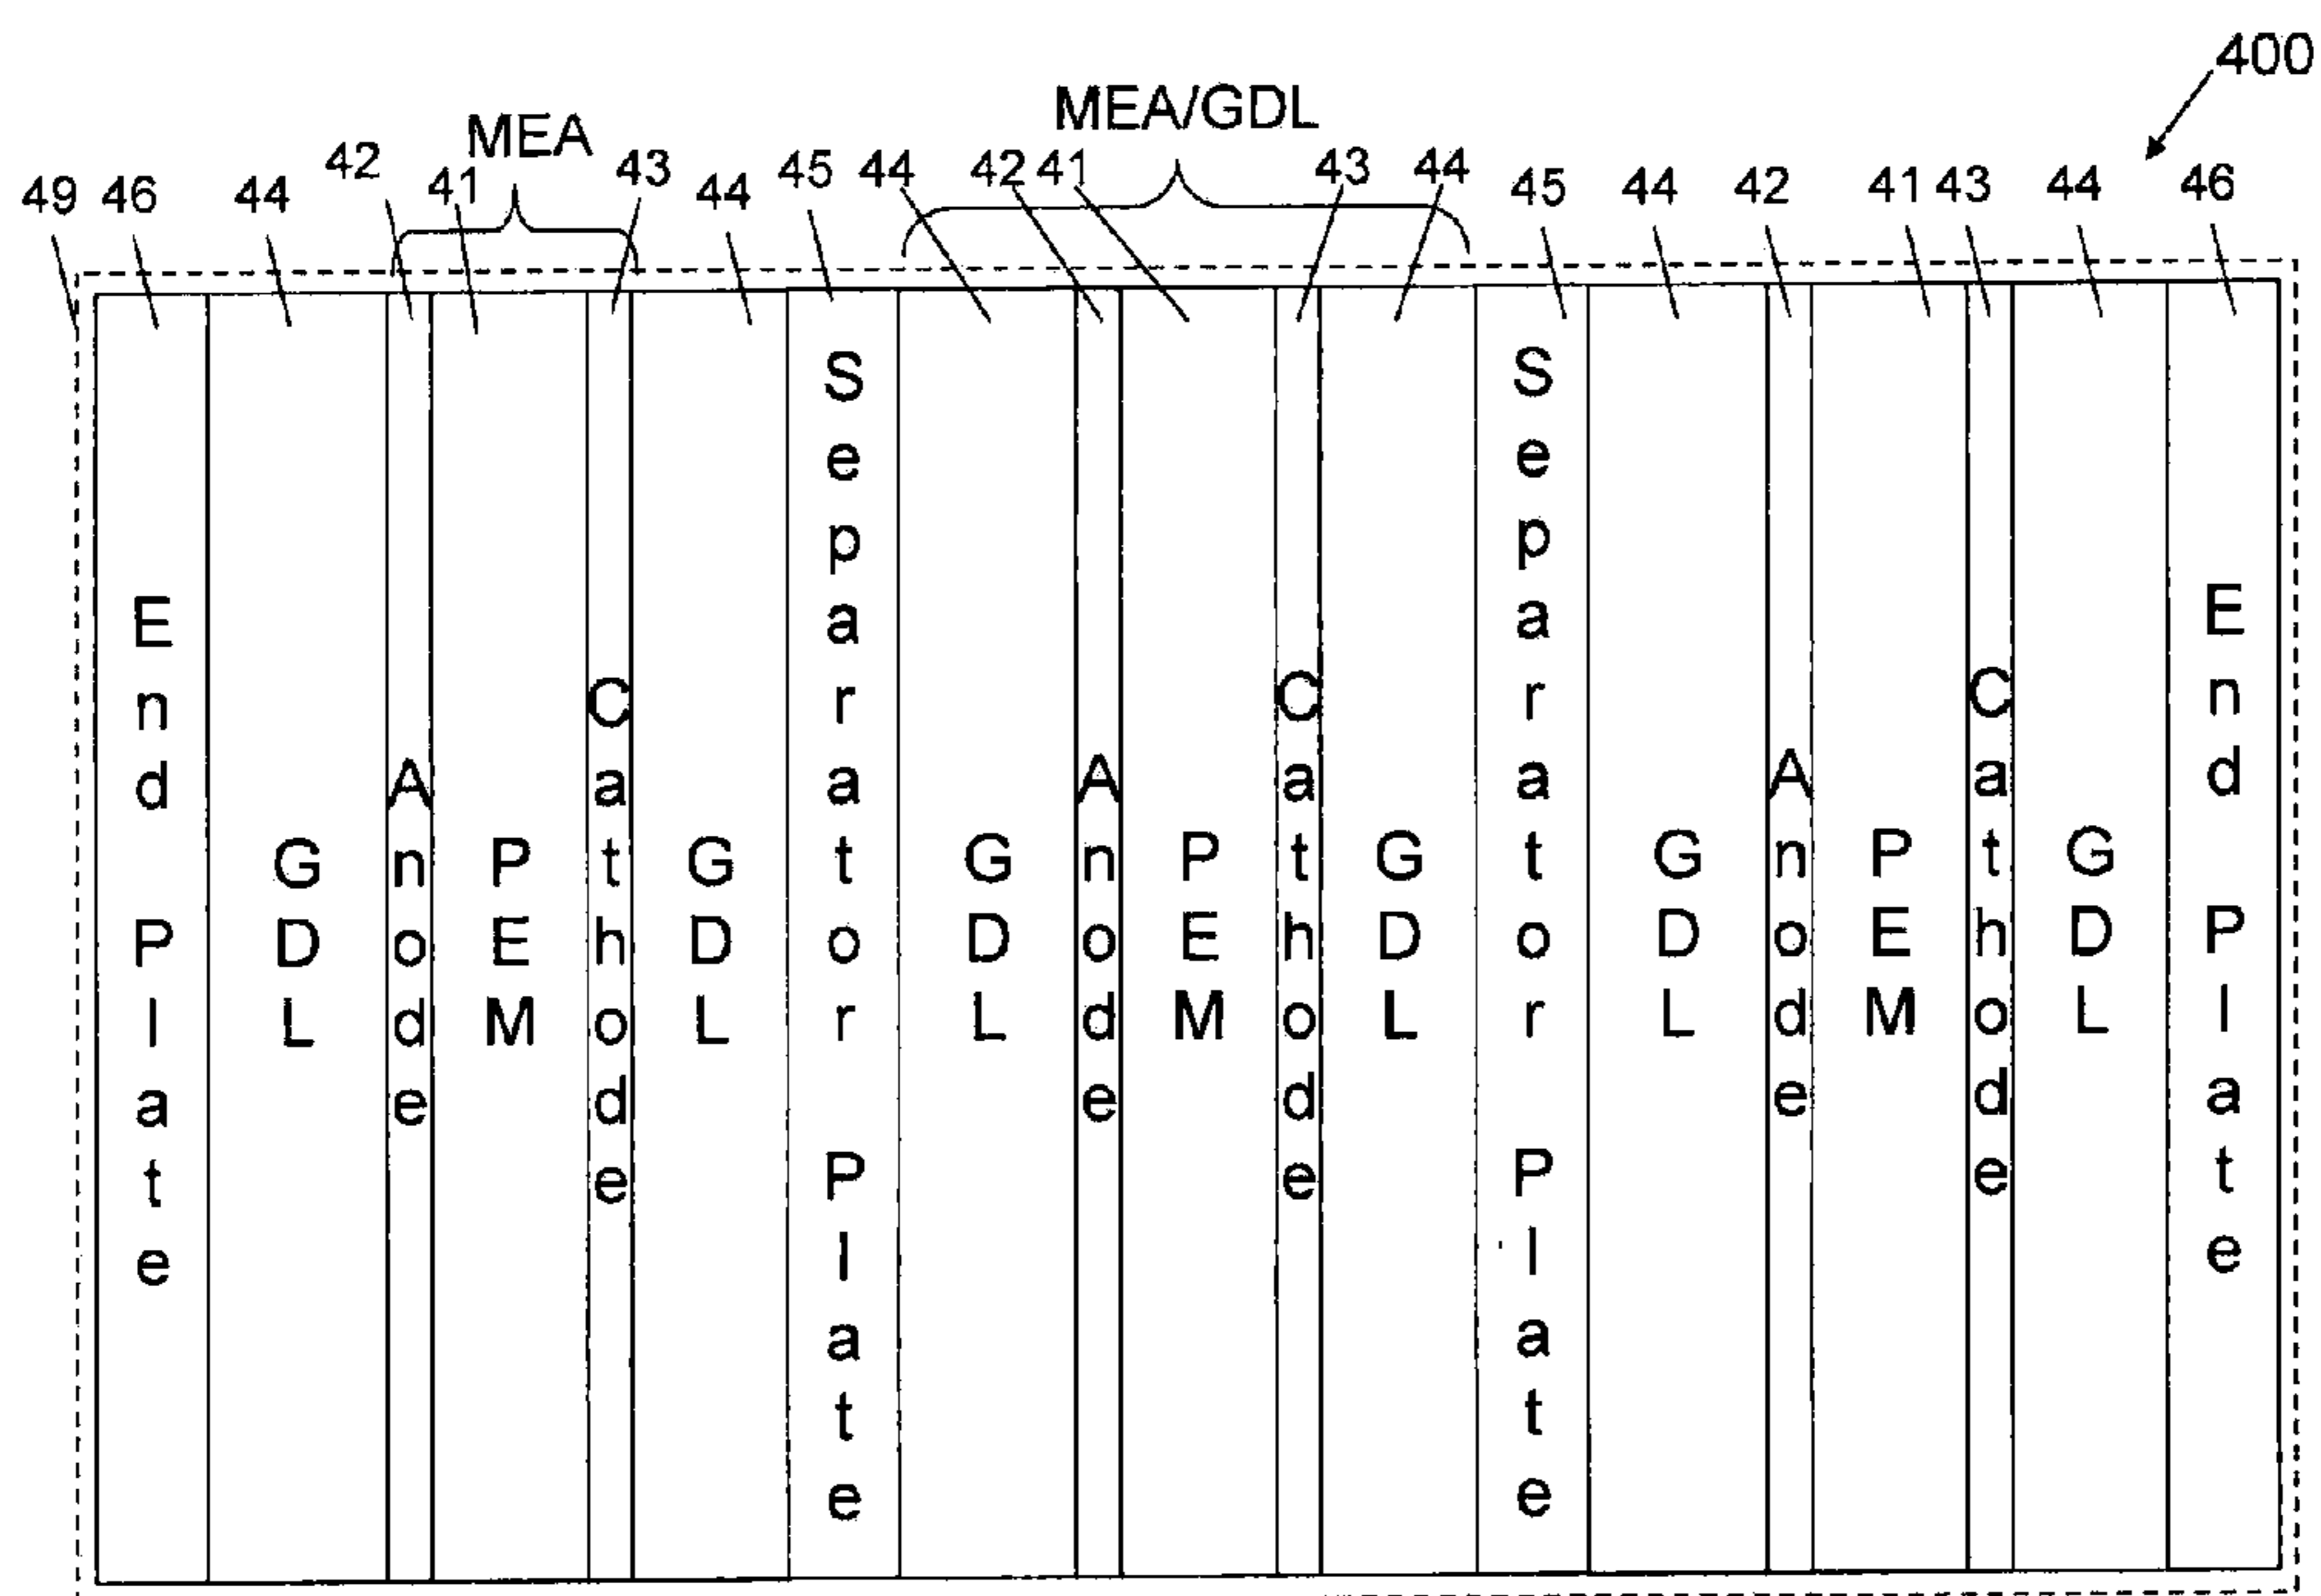 400
MEA/GDL
MEA
49 46 44 42 41 43 44 45 44 42 41 43 44 45 44 42 41 43 44 46
End Plate
GDL
Anode
PEM
Cathode
GDL
Separator Plate
GDL
Anode
PEM
Cathode
GDL
Separator Plate
GDL
Anode
PEM
Cathode
GDL
End Plate